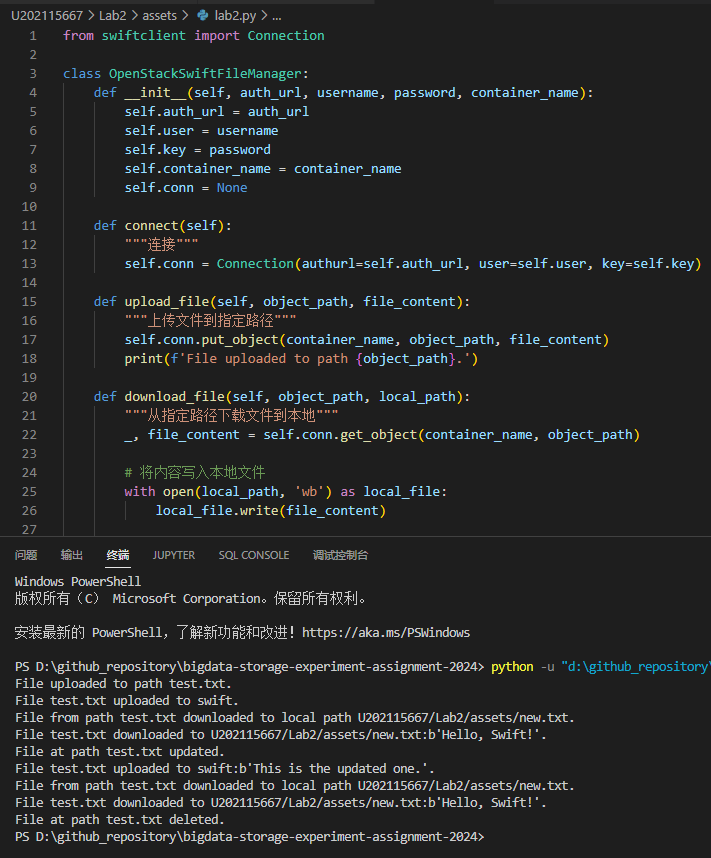 U202115667 > Lab2 > assets > lab2.py > ...
1 from swiftclient import Connection
2
3 class OpenStackSwiftFileManager:
4 def __init__(self, auth_url, username, password, container_name):
5 self.auth_url = auth_url
6 self.user = username
7 self.key = password
8 self.container_name = container_name
9 self.conn = None
10
11 def connect(self):
12 """连接"""
13 self.conn = Connection(authurl=self.auth_url, user=self.user, key=self.key)
14
15 def upload_file(self, object_path, file_content):
16 """上传文件到指定路径"""
17 self.conn.put_object(container_name, object_path, file_content)
18 print(f'File uploaded to path {object_path}.')
19
20 def download_file(self, object_path, local_path):
21 """从指定路径下载文件到本地"""
22 _, file_content = self.conn.get_object(container_name, object_path)
23
24 # 将内容写入本地文件
25 with open(local_path, 'wb') as local_file:
26 local_file.write(file_content)
27
问题 输出 终端 JUPYTER SQL CONSOLE 调试控制台
Windows PowerShell
版权所有（C） Microsoft Corporation。保留所有权利。
安装最新的 PowerShell，了解新功能和改进！https://aka.ms/PSWindows
PS D:\github_repository\bigdata-storage-experiment-assignment-2024> python -u "d:\github_repository\
File uploaded to path test.txt.
File test.txt uploaded to swift.
File from path test.txt downloaded to local path U202115667/Lab2/assets/new.txt.
File test.txt downloaded to U202115667/Lab2/assets/new.txt:b'Hello, Swift!'.
File at path test.txt updated.
File test.txt uploaded to swift:b'This is the updated one.'.
File from path test.txt downloaded to local path U202115667/Lab2/assets/new.txt.
File test.txt downloaded to U202115667/Lab2/assets/new.txt:b'Hello, Swift!'.
File at path test.txt deleted.
PS D:\github_repository\bigdata-storage-experiment-assignment-2024>